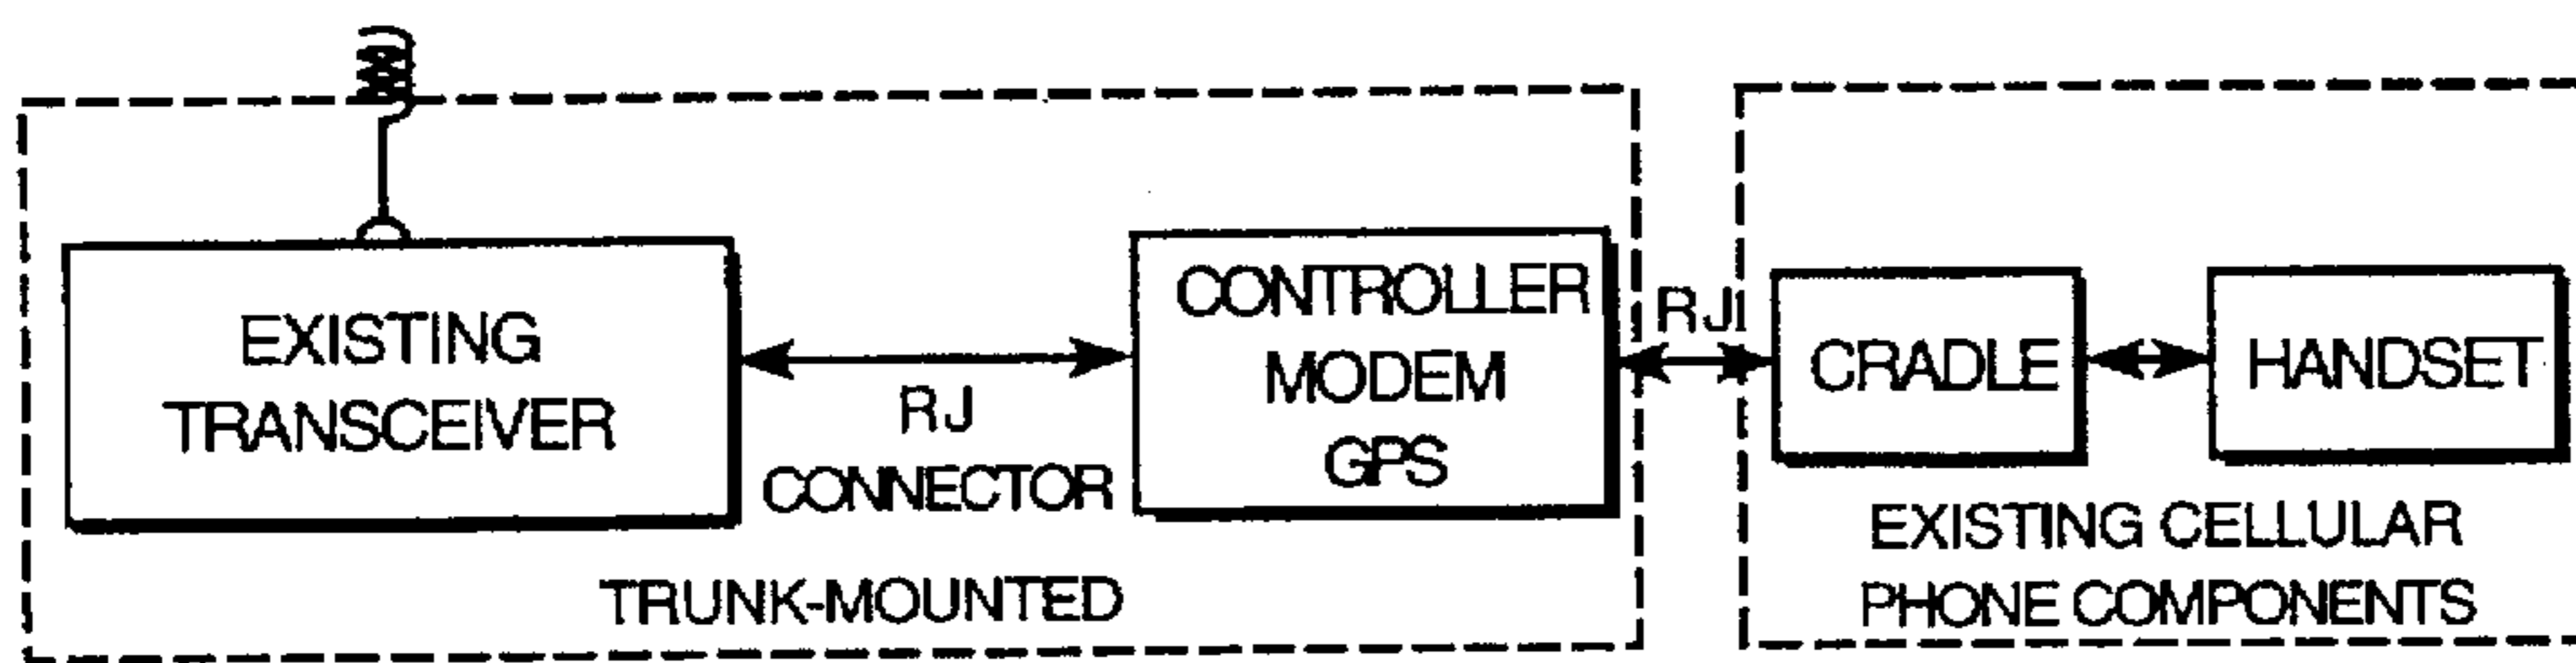 EXISTING
TRANSCEIVER
RJ
CONNECTOR
CONTROLLER
MODEM
GPS
TRUNK-MOUNTED
RJ
CRADLE
HANDSET
EXISTING CELLULAR
PHONE COMPONENTS